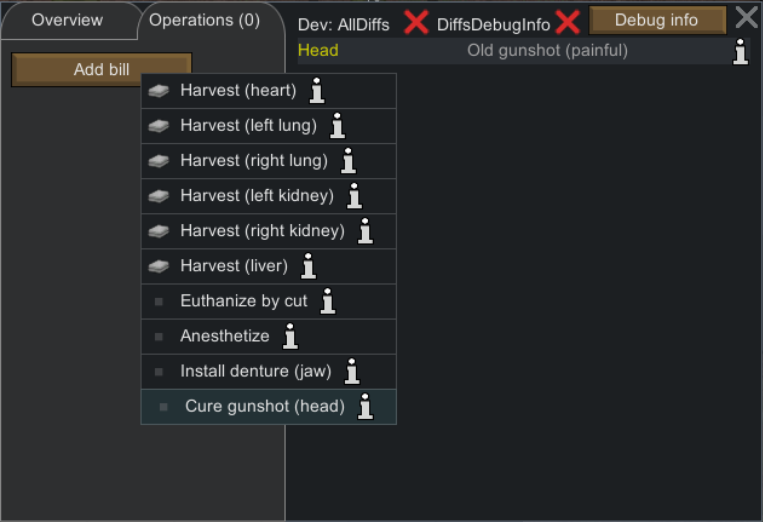 Overview
Operations (0)
Dev: AllDiffs
DiffsDebugInfo
Debug info
Head
Old gunshot (painful)
Add bill
Harvest (heart)
Harvest (left lung)
Harvest (right lung)
Harvest (left kidney)
Harvest (right kidney)
Harvest (liver)
Euthanize by cut
Anesthetize
Install denture (jaw)
Cure gunshot (head)